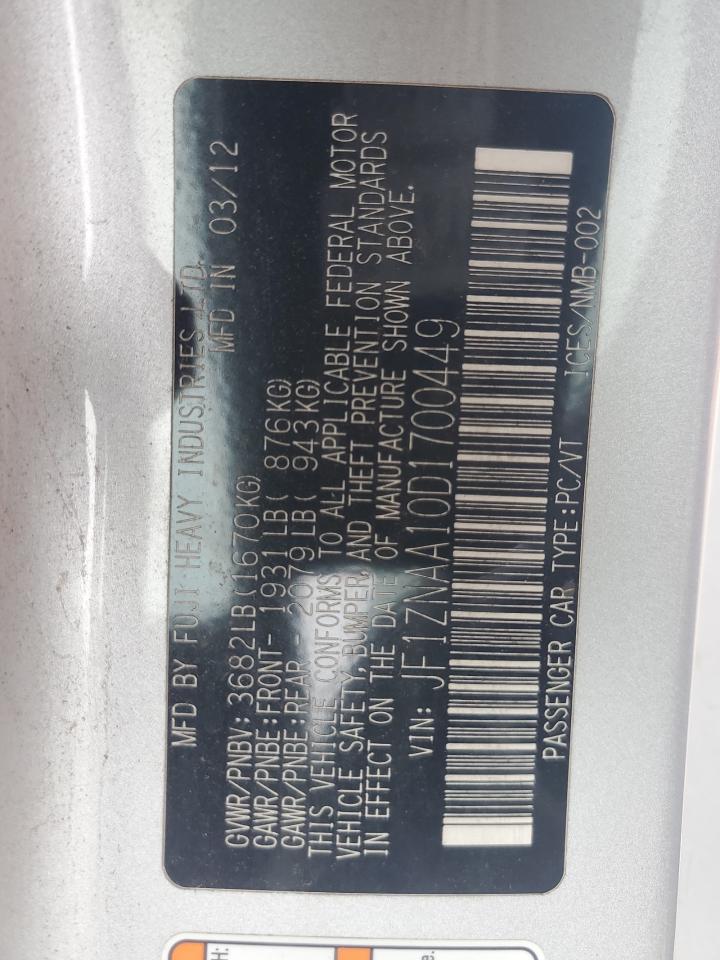 MFD BY FUJI HEAVY INDUSTRIES LTD.
MFD IN 03/12
GVWR/PNBV: 3682LB(1670KG)
GAWR/PNBE:FRONT- 1931LB( 876KG)
GAWR/PNBE:REAR - 2079LB( 943KG)
THIS VEHICLE CONFORMS TO ALL APPLICABLE FEDERAL MOTOR
VEHICLE SAFETY, BUMPER, AND THEFT PREVENTION STANDARDS
IN EFFECT ON THE DATE OF MANUFACTURE SHOWN ABOVE.
VIN: JF1ZNAA10D1700449
PASSENGER CAR TYPE:PC/VT ICES/NMB-002